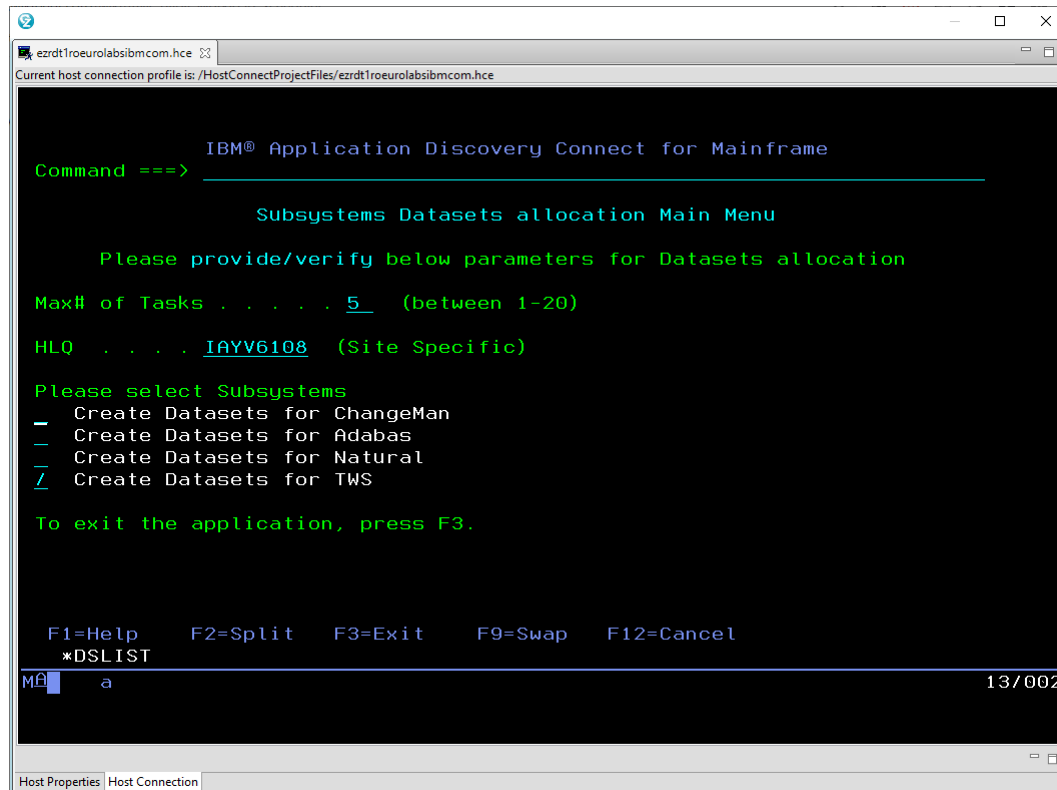 ezrdt1roeurolabsibmcom.hce
Current host connection profile is: /HostConnectProjectFiles/ezrdt1roeurolabsibmcom.hce
IBM® Application Discovery Connect for Mainframe
Command ===>
Subsystems Datasets allocation Main Menu
Please provide/verify below parameters for Datasets allocation
Max# of Tasks . . . . . 5 (between 1-20)
HLQ . . . . IAYV6108 (Site Specific)
Please select Subsystems
_ Create Datasets for ChangeMan
_ Create Datasets for Adabas
_ Create Datasets for Natural
/ Create Datasets for TWS
To exit the application, press F3.
F1=Help F2=Split F3=Exit F9=Swap F12=Cancel
*DSLIST
MA a 13/002
Host Properties Host Connection